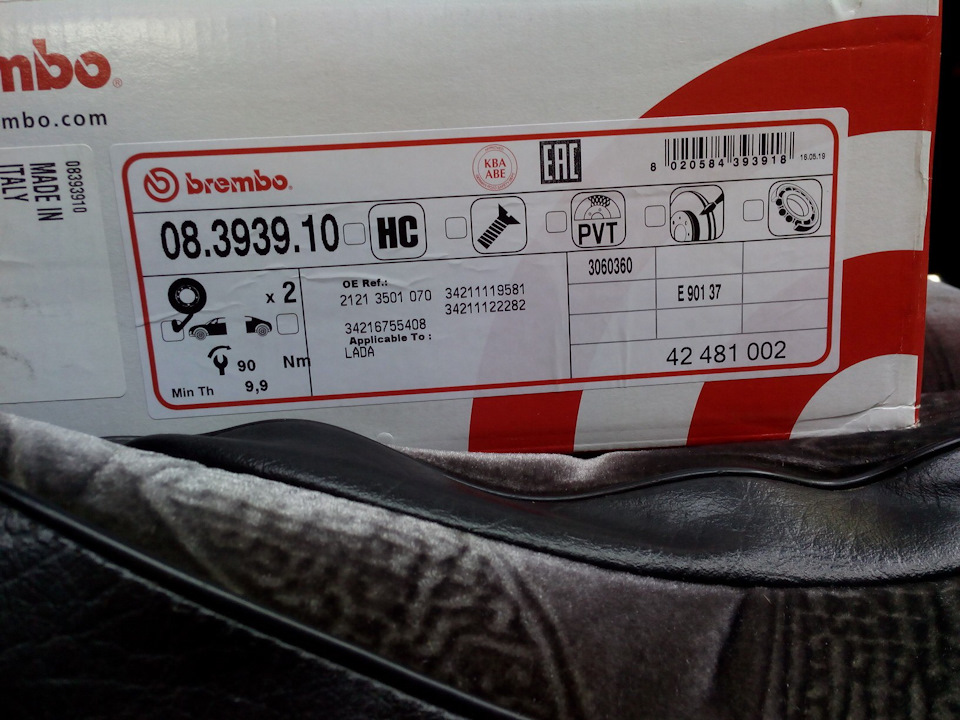 mbo®
mbo.com
08393910
MADE IN
ITALY
brembo®
KBA
ABE
EAC
8 020584 393918
16.05.19
08.3939.10
HC
PVT
x 2
90 Nm
Min Th 9,9
OE Ref.:
2121 3501 070 34211119581
34211122282
34216755408
Applicable To :
LADA
3060360
E 901 37
42 481 002